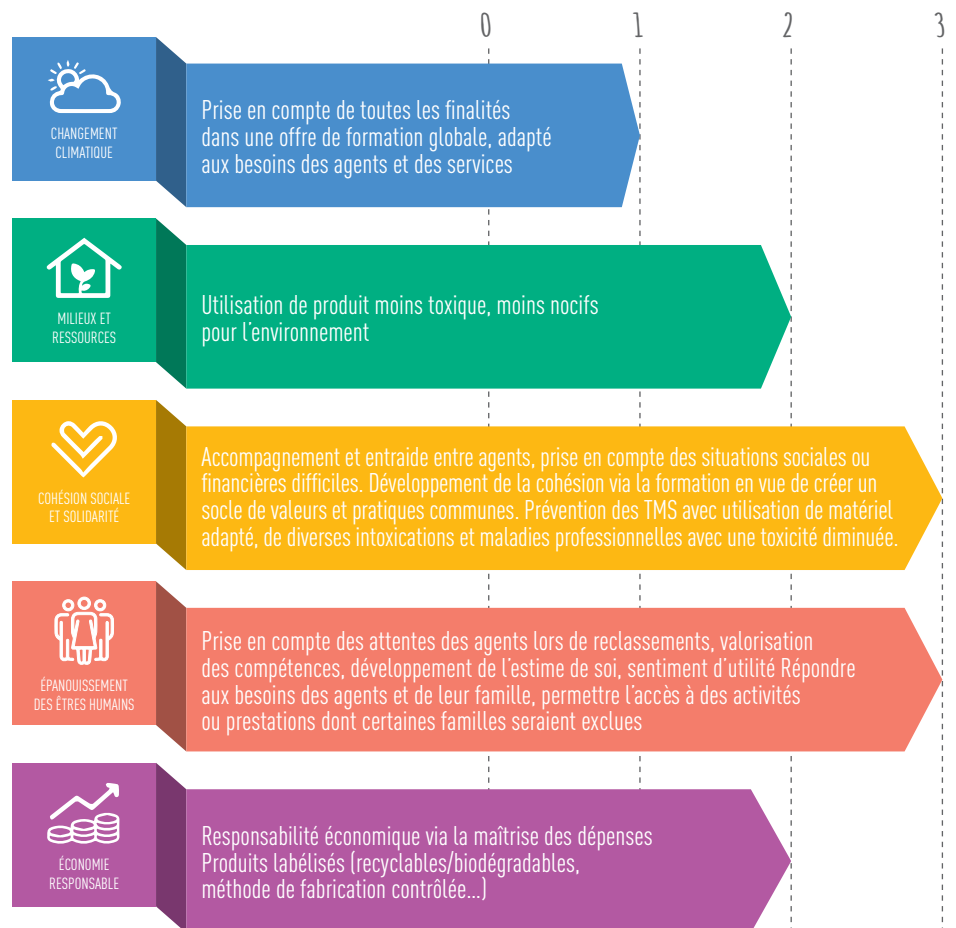 0 1 2 3
CHANGEMENT
CLIMATIQUE
Prise en compte de toutes les finalités
dans une offre de formation globale, adapté
aux besoins des agents et des services
MILIEUX ET
RESSOURCES
Utilisation de produit moins toxique, moins nocifs
pour l’environnement
COHÉSION SOCIALE
ET SOLIDARITÉ
Accompagnement et entraide entre agents, prise en compte des situations sociales ou
financières difficiles. Développement de la cohésion via la formation en vue de créer un
socle de valeurs et pratiques communes. Prévention des TMS avec utilisation de matériel
adapté, de diverses intoxications et maladies professionnelles avec une toxicité diminuée.
ÉPANOUISSEMENT
DES ÊTRES HUMAINS
Prise en compte des attentes des agents lors de reclassements, valorisation
des compétences, développement de l’estime de soi, sentiment d’utilité Répondre
aux besoins des agents et de leur famille, permettre l’accès à des activités
ou prestations dont certaines familles seraient exclues
ÉCONOMIE
RESPONSABLE
Responsabilité économique via la maîtrise des dépenses
Produits labélisés (recyclables/biodégradables,
méthode de fabrication contrôlée...)